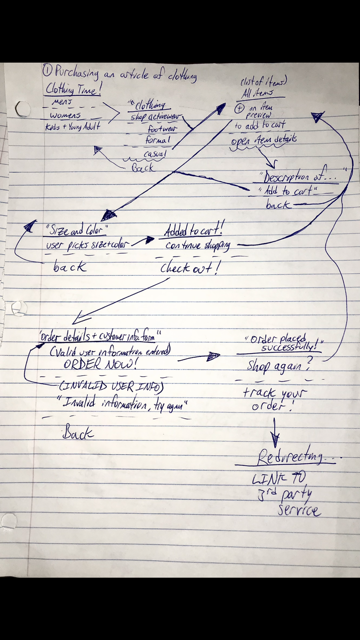 ① Purchasing an article of clothing
Clothing Time!
mens
womens
Kids + Young Adult
"Clothing
shop activewear
footwear
formal
casual
Back
(list of items)
All items
+ on item
preview
to add to cart
open item details
"Description of..."
"Add to cart"
back
"Size and Color"
user picks size+color
back
Added to cart!
continue shopping
Check out!
"order details + customer info form"
(Valid user information entered)
ORDER NOW!
(INVALID USER INFO)
"Invalid information, try again"
Back
"Order placed
successfully!"
Shop again?
track your
order?
Redirecting...
LINK TO
3rd party
service